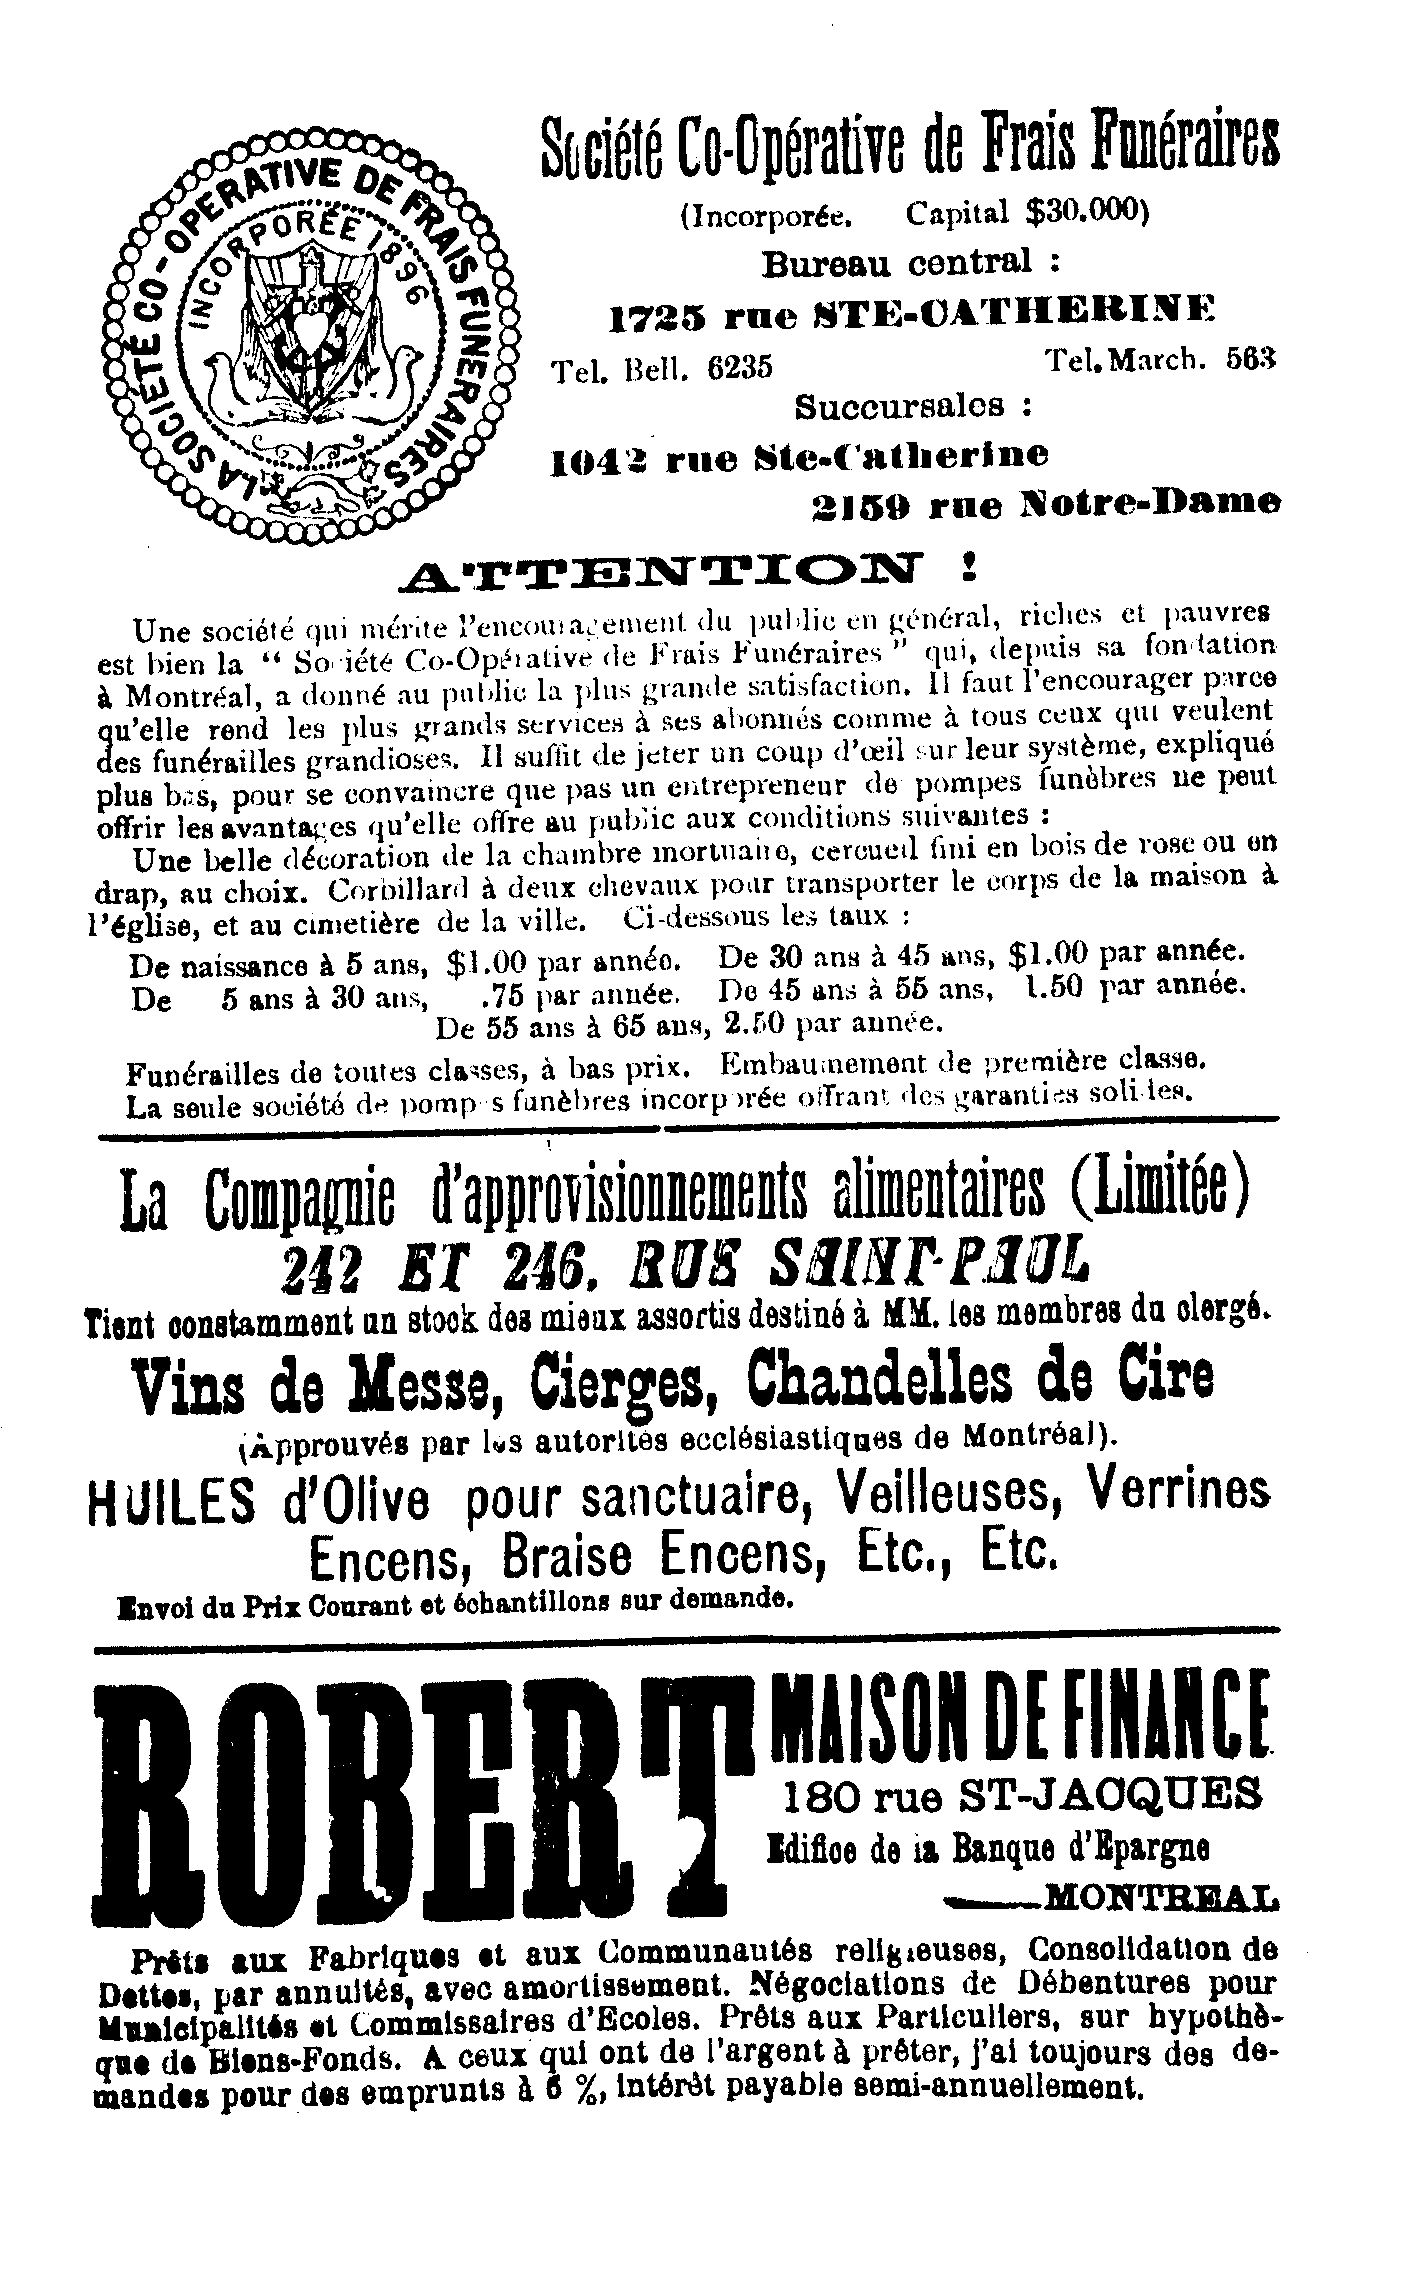 LA SOCIÉTÉ CO-OPERATIVE DE FRAIS FUNERAIRES
INCORPORÉE 1896
Société Co-Opérative de Frais Funéraires
(Incorporée. Capital $30.000)
Bureau central :
1725 rue STE-CATHERINE
Tel. Bell. 6235 Tel. March. 563
Succursales :
1042 rue Ste-Catherine
2159 rue Notre-Dame
ATTENTION !
Une société qui mérite l'encouragement du public en général, riches et pauvres
est bien la “ Société Co-Opérative de Frais Funéraires ” qui, depuis sa fondation
à Montréal, a donné au public la plus grande satisfaction. Il faut l'encourager parce
qu'elle rend les plus grands services à ses abonnés comme à tous ceux qui veulent
des funérailles grandioses. Il suffit de jeter un coup d'œil sur leur système, expliqué
plus bas, pour se convaincre que pas un entrepreneur de pompes funèbres ne peut
offrir les avantages qu'elle offre au public aux conditions suivantes :
Une belle décoration de la chambre mortuaire, cercueil fini en bois de rose ou en
drap, au choix. Corbillard à deux chevaux pour transporter le corps de la maison à
l'église, et au cimetière de la ville. Ci-dessous les taux :
De naissance à 5 ans, $1.00 par année. De 30 ans à 45 ans, $1.00 par année.
De 5 ans à 30 ans, .75 par année. De 45 ans à 55 ans, 1.50 par année.
De 55 ans à 65 ans, 2.50 par année.
Funérailles de toutes classes, à bas prix. Embaumement de première classe.
La seule société de pompes funèbres incorporée offrant des garanties solides.
La Compagnie d'approvisionnements alimentaires (Limitée)
242 ET 246, RUE SAINT-PAUL
Tient constamment un stock des mieux assortis destiné à MM. les membres du clergé.
Vins de Messe, Cierges, Chandelles de Cire
(Approuvés par les autorités ecclésiastiques de Montréal).
HUILES d'Olive pour sanctuaire, Veilleuses, Verrines
Encens, Braise Encens, Etc., Etc.
Envoi du Prix Courant et échantillons sur demande.
ROBERT
MAISON DE FINANCE
180 rue ST-JACQUES
Edifice de la Banque d'Epargne
MONTREAL
Prêts aux Fabriques et aux Communautés religieuses, Consolidation de
Dettes, par annuités, avec amortissement. Négociations de Débentures pour
Municipalités et Commissaires d'Ecoles. Prêts aux Particuliers, sur hypothè-
que de Biens-Fonds. A ceux qui ont de l'argent à prêter, j'ai toujours des de-
mandes pour des emprunts à 6 %, intérêt payable semi-annuellement.